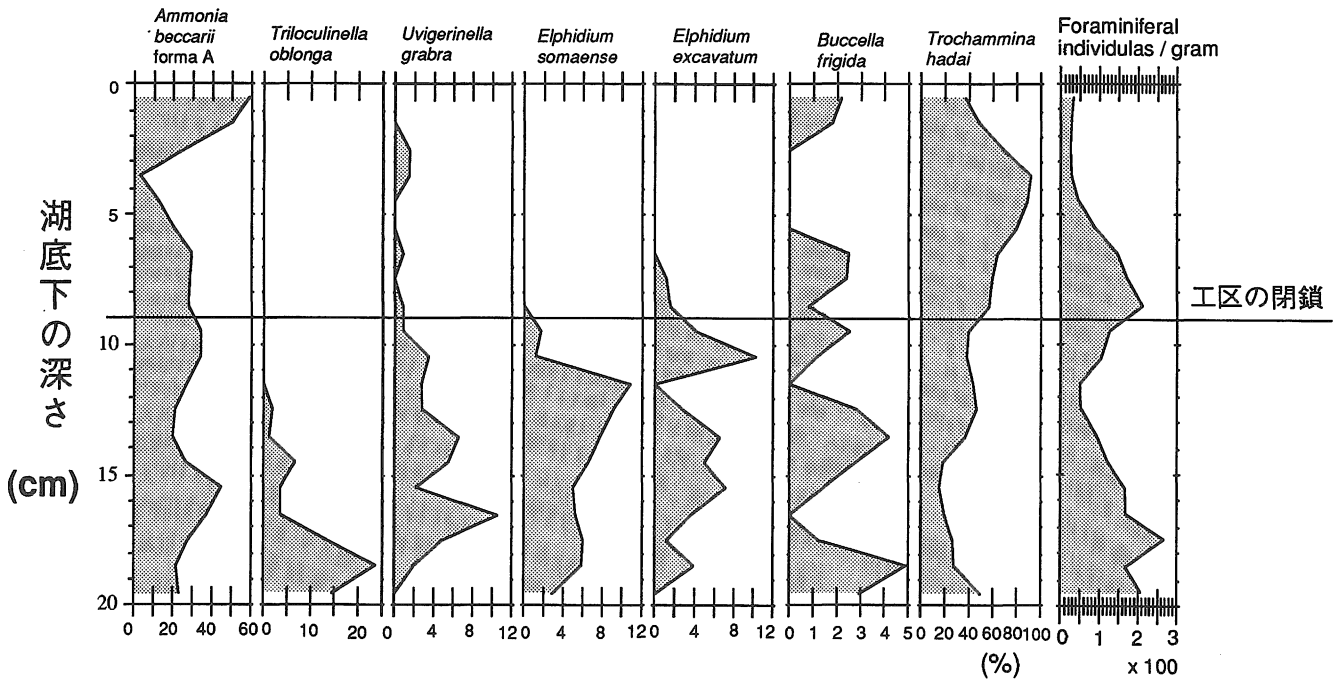 Ammonia
beccarii
forma A
Triloculinella
oblonga
Uvigerinella
grabra
Elphidium
somaense
Elphidium
excavatum
Buccella
frigida
Trochammina
hadai
Foraminiferal
individulas / gram
0
5
10
15
20
湖底下の深さ
(cm)
工区の閉鎖
0 20 40 60
0 10 20
0 4 8 12
0 4 8 12
0 4 8 12
0 1 2 3 4 5
0 20 40 60 80 100
0 1 2 3
(%)
x 100